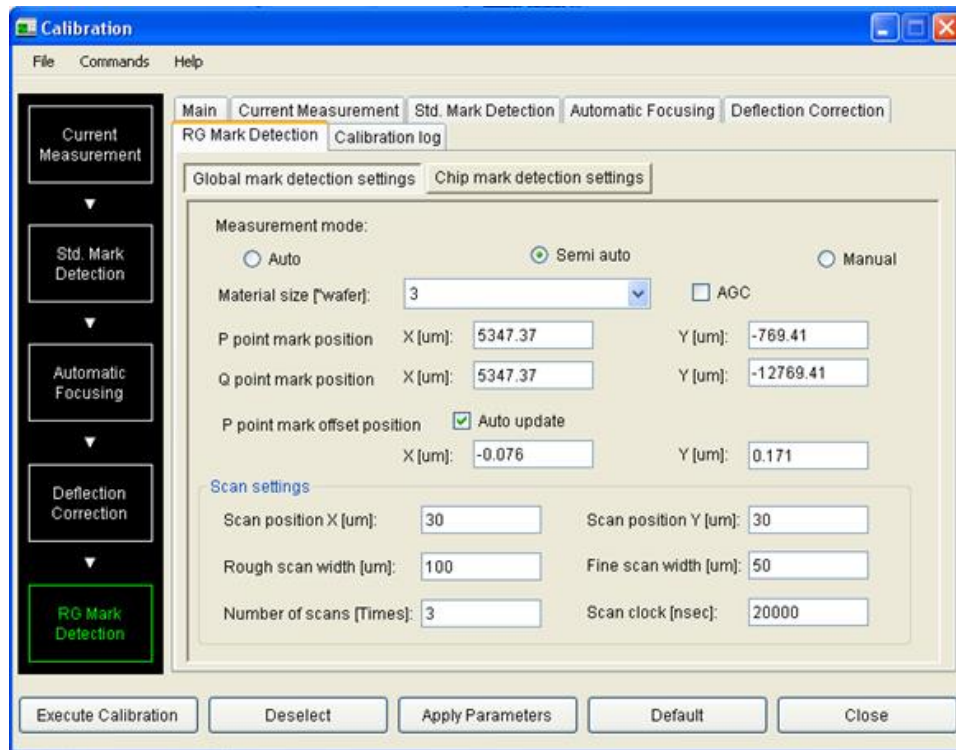 Calibration
File Commands Help
Main Current Measurement Std. Mark Detection Automatic Focusing Deflection Correction
RG Mark Detection Calibration log
Current
Measurement
Std. Mark
Detection
Automatic
Focusing
Deflection
Correction
RG Mark
Detection
Global mark detection settings Chip mark detection settings
Measurement mode:
Auto Semi auto Manual
Material size ["wafer]: 3 AGC
P point mark position X [um]: 5347.37 Y [um]: -769.41
Q point mark position X [um]: 5347.37 Y [um]: -12769.41
P point mark offset position Auto update
X [um]: -0.076 Y [um]: 0.171
Scan settings
Scan position X [um]: 30 Scan position Y [um]: 30
Rough scan width [um]: 100 Fine scan width [um]: 50
Number of scans [Times]: 3 Scan clock [nsec]: 20000
Execute Calibration Deselect Apply Parameters Default Close